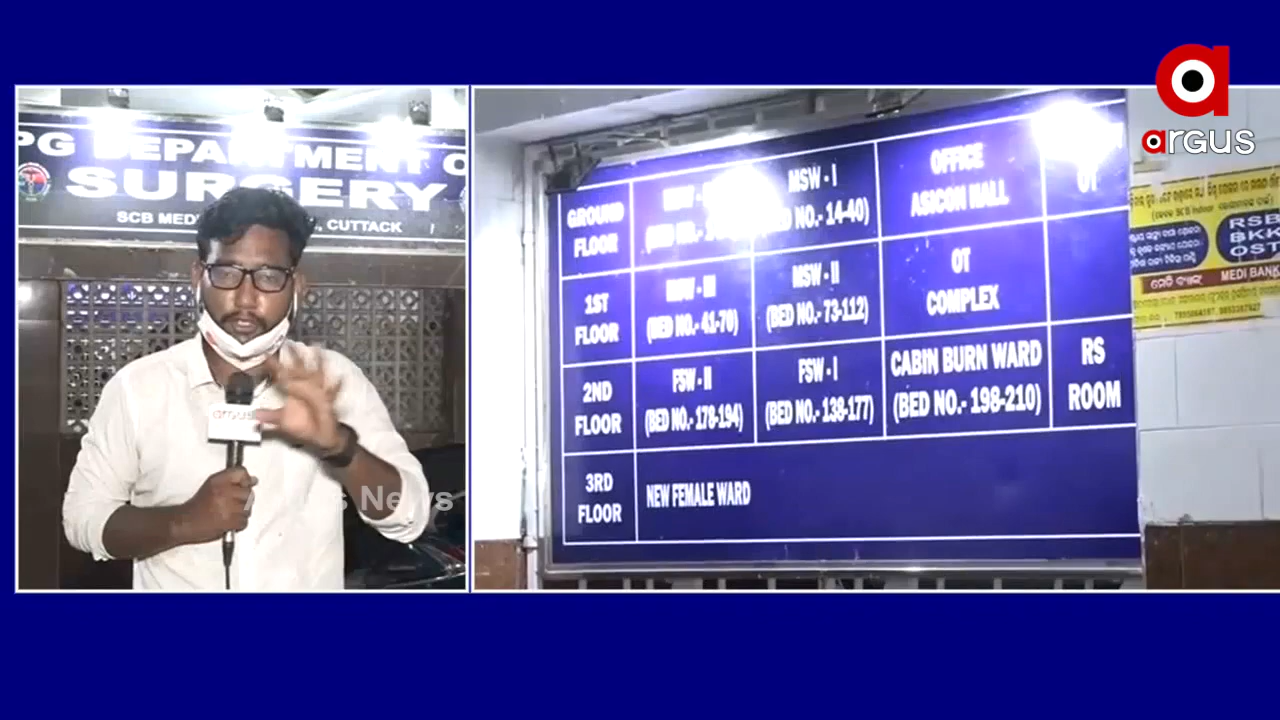 PG DEPARTMENT O
SURGERY
SCB MED
CUTTACK
argus
Argus News
GROUND FLOOR
MSW - I
BED NO.- 14-40)
OFFICE
ASICON HALL
OT
1ST FLOOR
(BED NO.- 41-70)
MSW - II
(BED NO.- 73-112)
OT
COMPLEX
2ND FLOOR
FSW - II
(BED NO.- 178-194)
FSW - I
(BED NO.- 138-177)
CABIN BURN WARD
(BED NO.- 198-210)
RS
ROOM
3RD FLOOR
NEW FEMALE WARD
argus
RSB
BKK
OST
ମେଡି ବ୍ୟାଙ୍କ
MEDI BANK